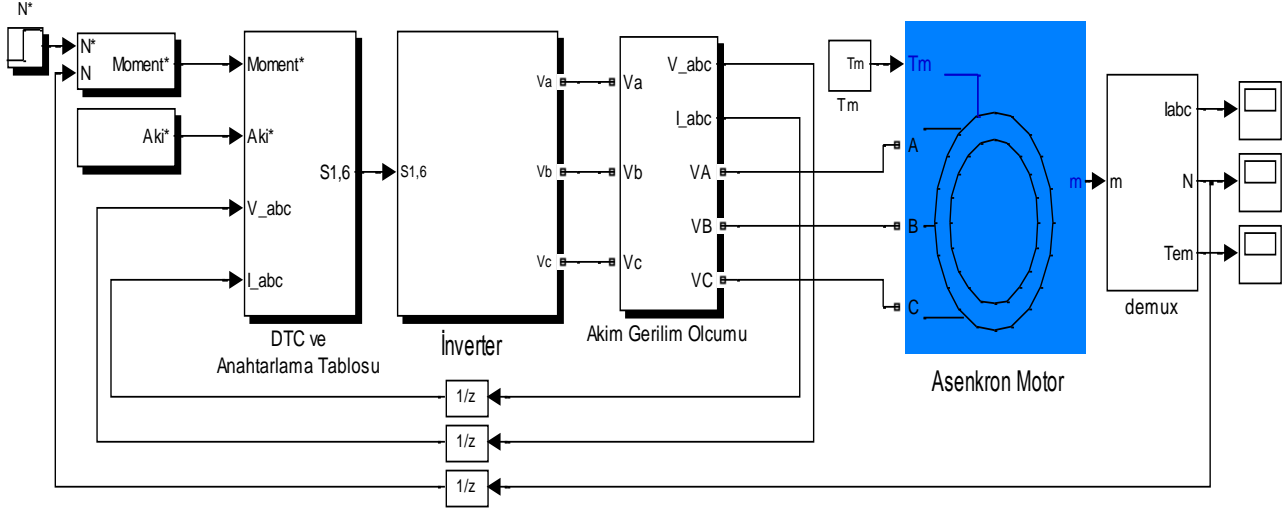 N*
N*
N
Moment*
Aki*
Moment*
Aki*
V_abc
I_abc
S1,6
DTC ve
Anahtarlama Tablosu
S1,6
Va
Vb
Vc
İnverter
Va
Vb
Vc
V_abc
I_abc
VA
VB
VC
Akim Gerilim Olcumu
Tm
Tm
Tm
A
B
C
m
Asenkron Motor
m
Iabc
N
Tem
demux
1/z
1/z
1/z